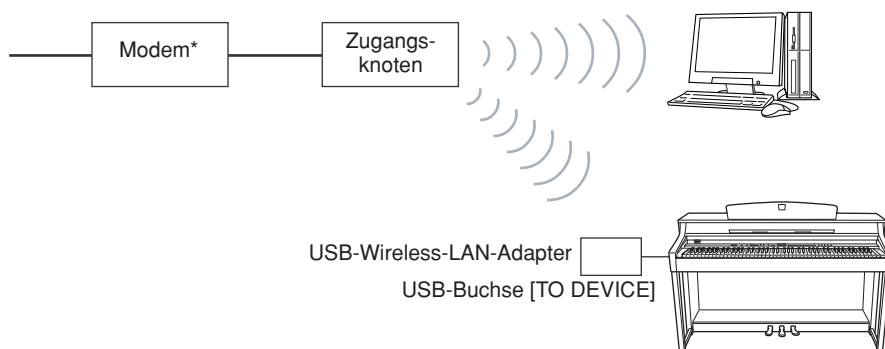 Modem*
Zugangs-
knoten
USB-Wireless-LAN-Adapter
USB-Buchse [TO DEVICE]